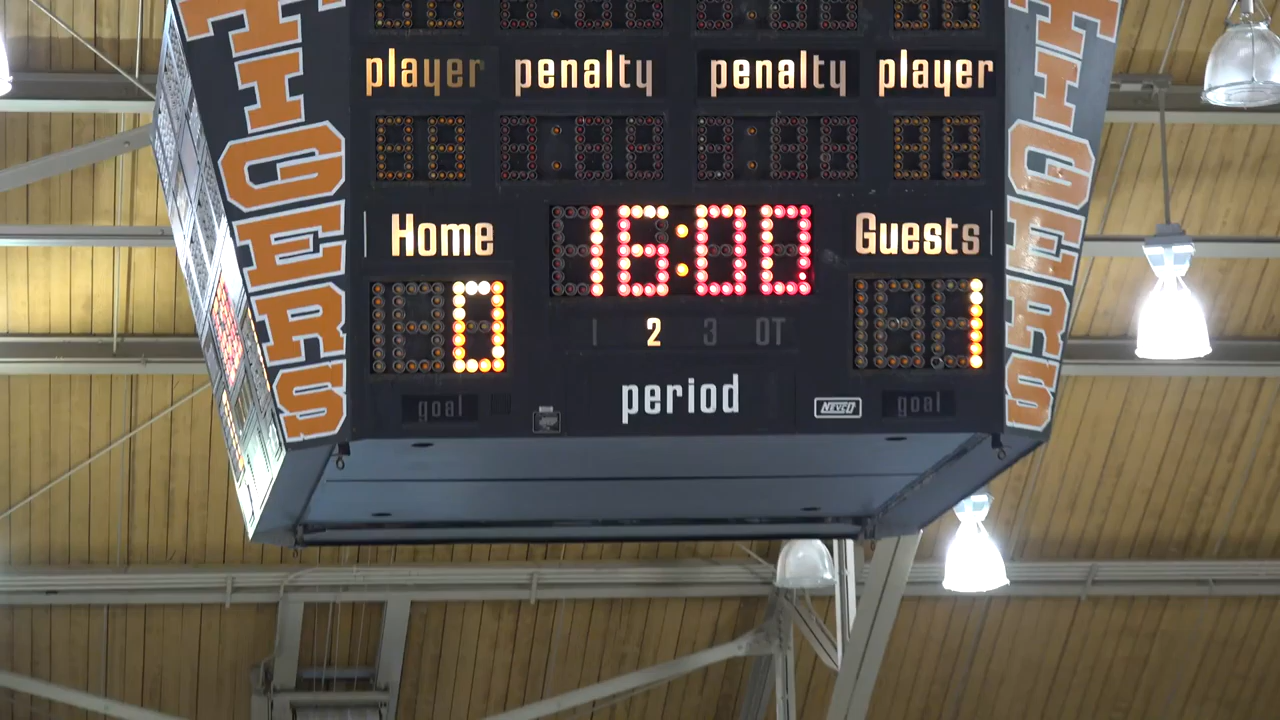 TIGERS
TIGERS
player penalty penalty player
Home 16:00 Guests
0 1 2 3 OT 1
goal period NEVCO goal